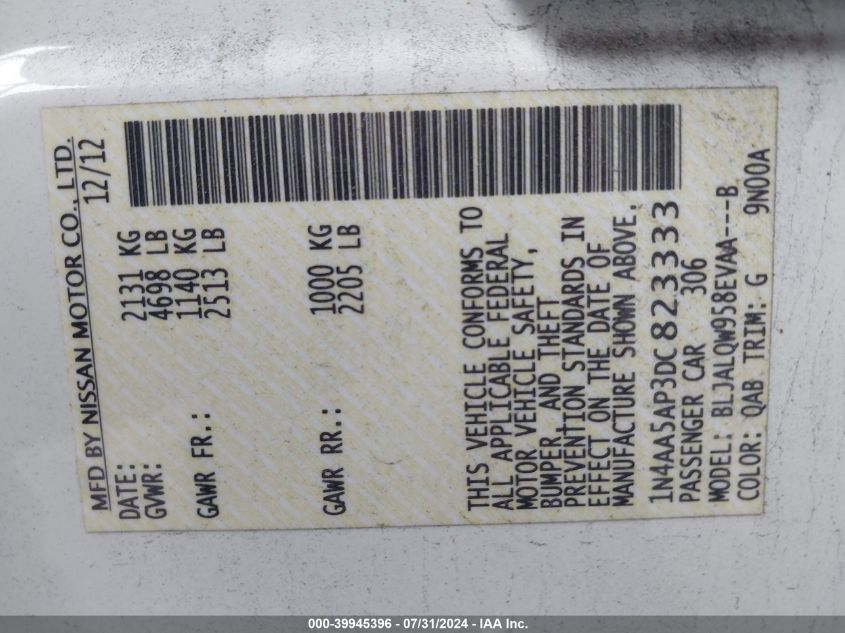 MFD BY NISSAN MOTOR CO., LTD.
DATE: 12/12
GVWR: 2131 KG
4698 LB
GAWR FR.: 1140 KG
2513 LB
GAWR RR.: 1000 KG
2205 LB
THIS VEHICLE CONFORMS TO
ALL APPLICABLE FEDERAL
MOTOR VEHICLE SAFETY,
BUMPER, AND THEFT
PREVENTION STANDARDS IN
EFFECT ON THE DATE OF
MANUFACTURE SHOWN ABOVE.
1N4AA5AP3DC823333
PASSENGER CAR 306
MODEL: BLJALQW958EVAA---B
COLOR: QAB TRIM: G 9N00A
000-39945396 - 07/31/2024 - IAA Inc.